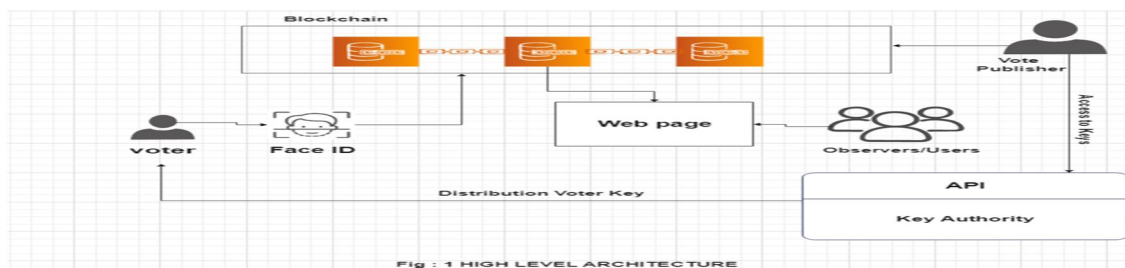 Blockchain
Vote
Publisher
Access to Keys
Web page
voter
Face ID
Observers/Users
API
Distribution Voter Key
Key Authority
Fig : 1 HIGH LEVEL ARCHITECTURE